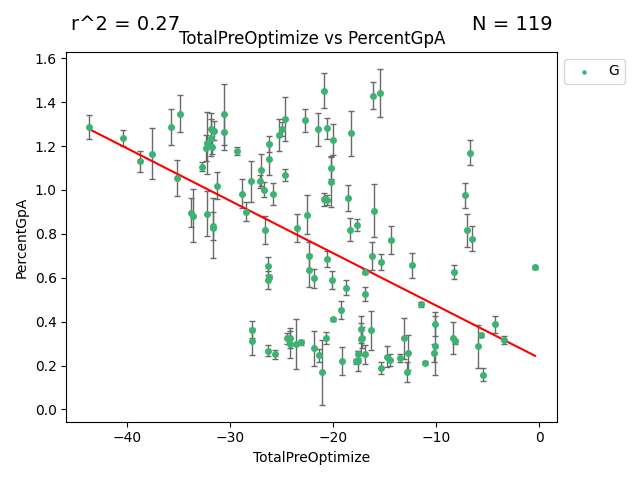 r^2 = 0.27
N = 119
TotalPreOptimize vs PercentGpA
G
PercentGpA
1.6
1.4
1.2
1.0
0.8
0.6
0.4
0.2
0.0
−40 −30 −20 −10 0
TotalPreOptimize